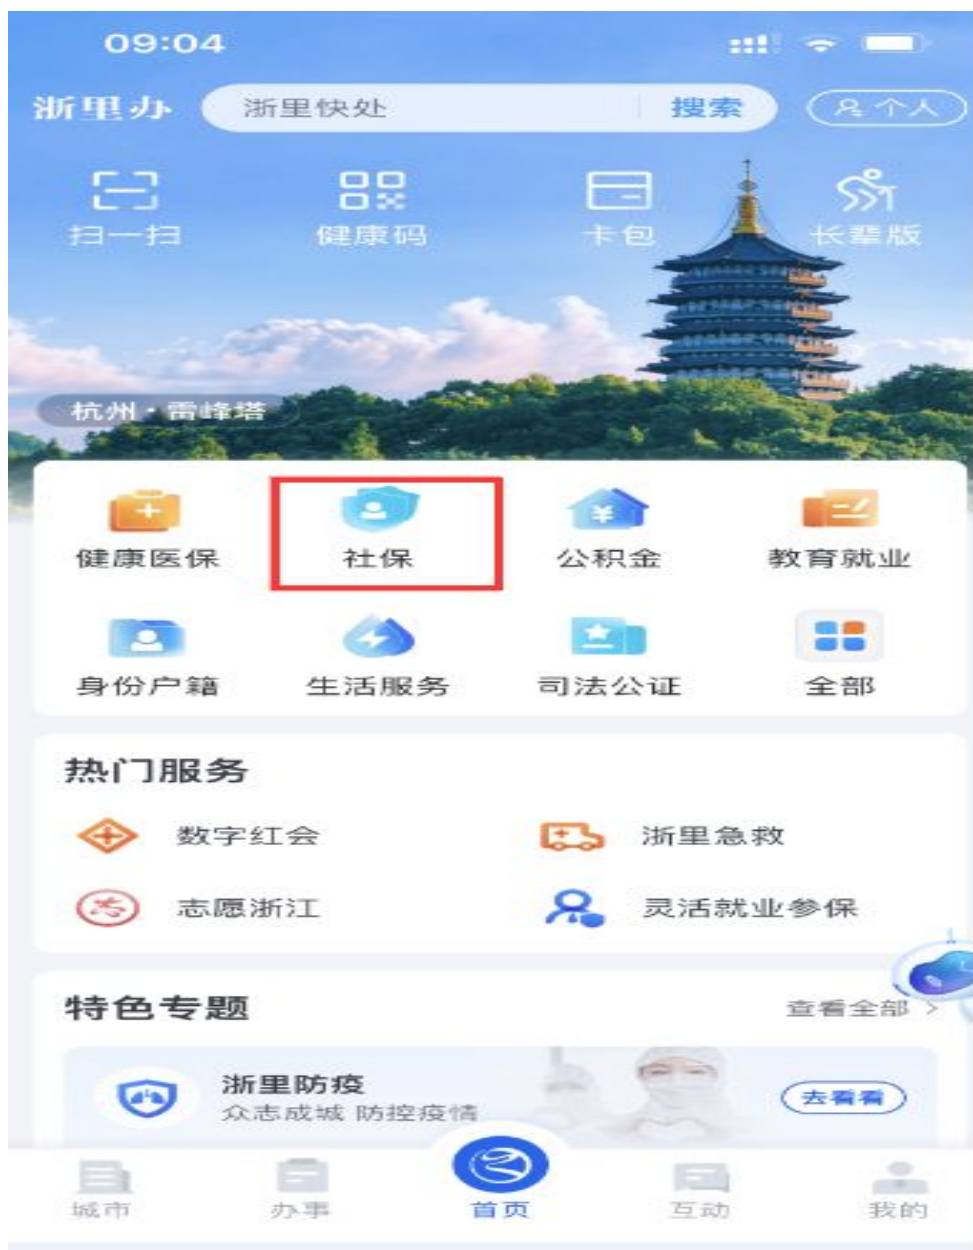 09:04
浙里办 浙里快处 搜索 个人
扫一扫 健康码 卡包 长辈版
杭州·雷峰塔
健康医保 社保 公积金 教育就业
身份户籍 生活服务 司法公证 全部
热门服务
数字红会 浙里急救
志愿浙江 灵活就业参保
特色专题 查看全部 >
浙里防疫
众志成城 防控疫情
去看看
城市 办事 首页 互动 我的